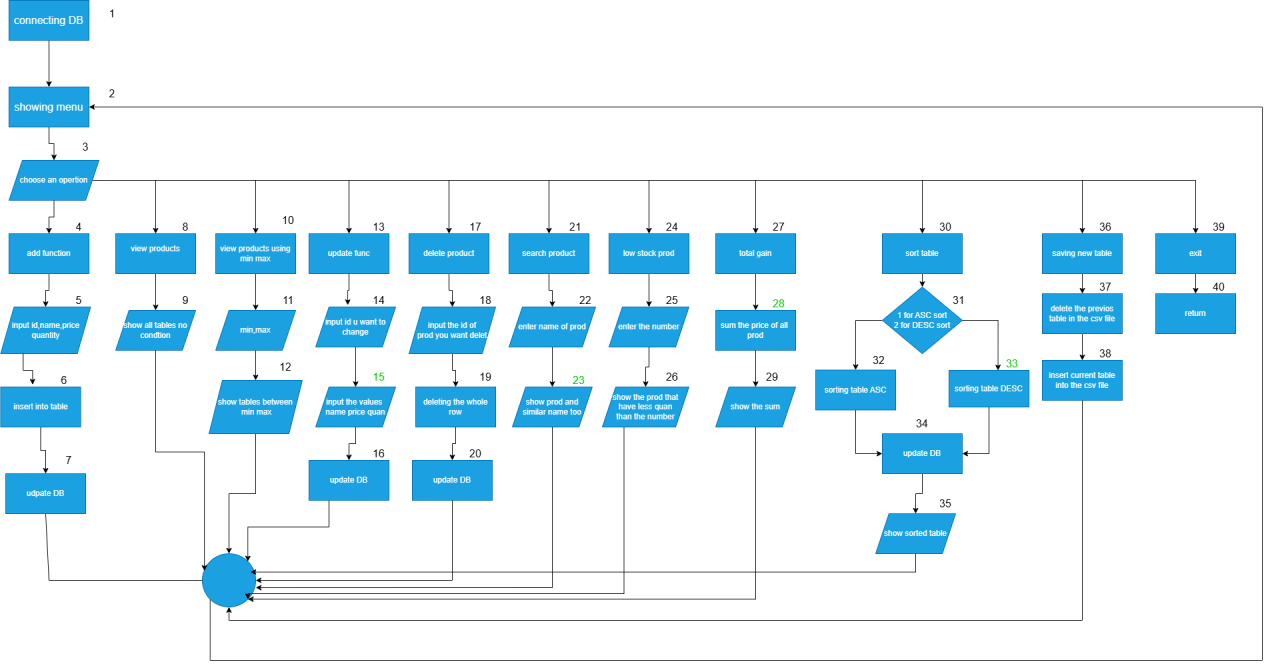 connecting DB
1
showing menu
2
3
choose an opertion
4
add function
8
view products
10
view products using
min max
13
update func
17
delete product
21
search product
24
low stock prod
27
total gain
30
sort table
36
saving new table
39
exit
5
input id,name,price
quantity
9
show all tables no
condtion
11
min,max
14
input id u want to
change
18
input the id of
prod you want delet
22
enter name of prod
25
enter the number
28
sum the price of all
prod
31
1 for ASC sort
2 for DESC sort
37
delete the previos
table in the csv file
40
return
6
insert into table
12
show tables between
min max
15
input the values
name price quan
19
deleting the whole
row
23
show prod and
similar name too
26
show the prod that
have less quan
than the number
29
show the sum
32
sorting table ASC
33
sorting table DESC
38
insert current table
into the csv file
7
udpate DB
16
update DB
20
update DB
34
update DB
35
show sorted table